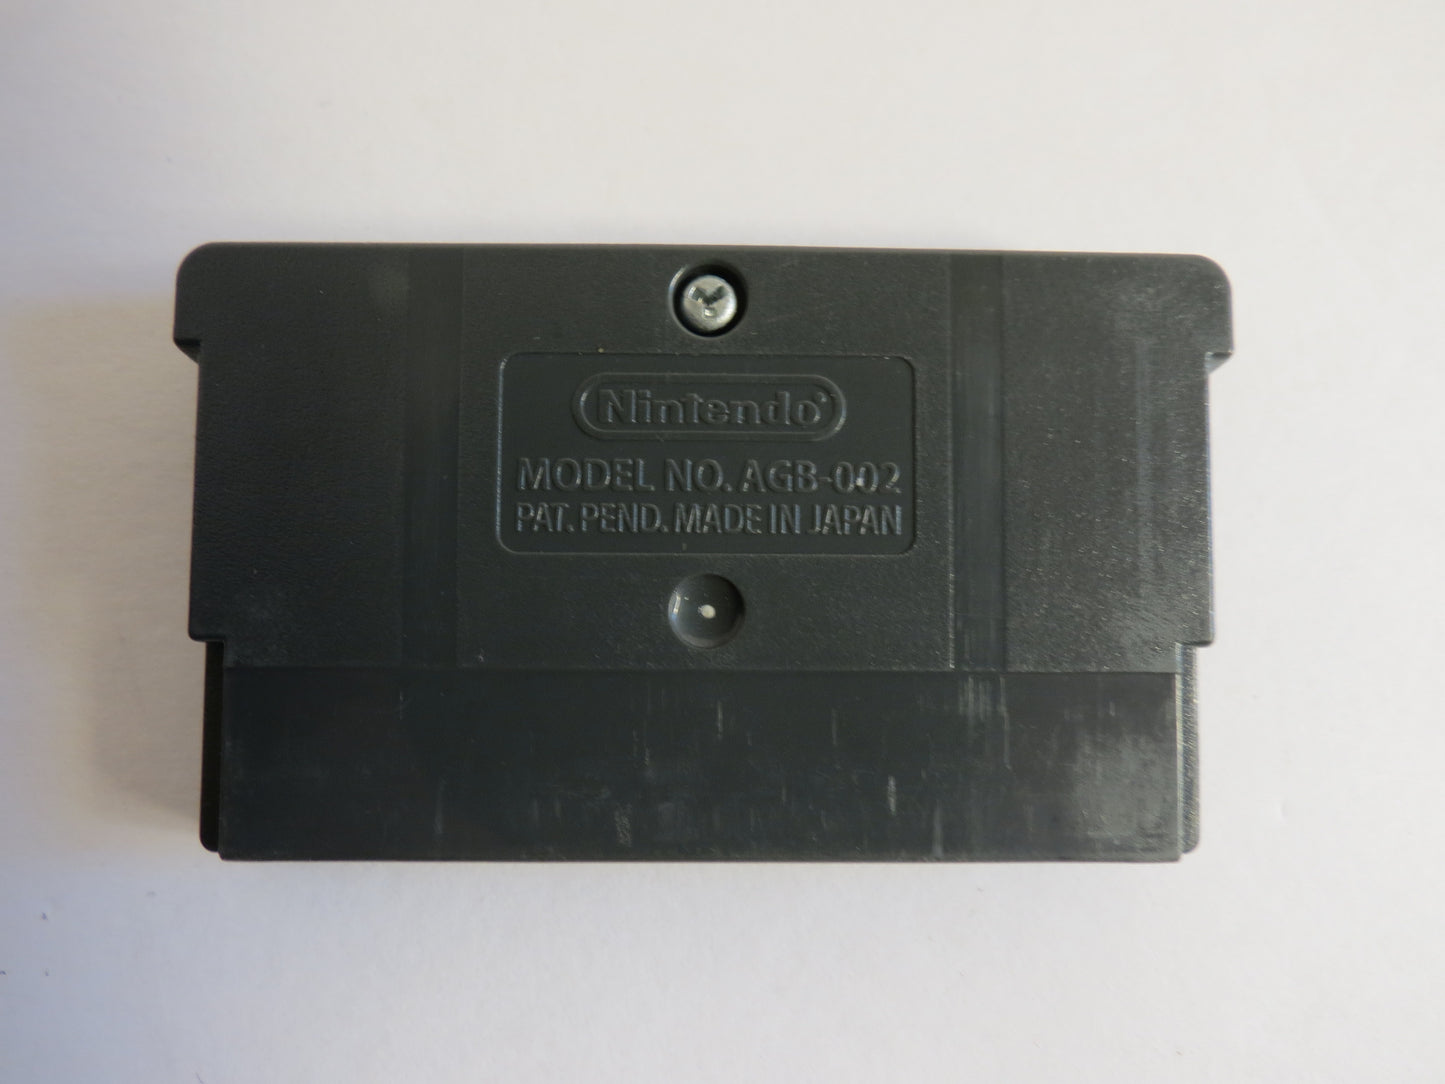 Nintendo
MODEL NO. AGB-002
PAT. PEND. MADE IN JAPAN